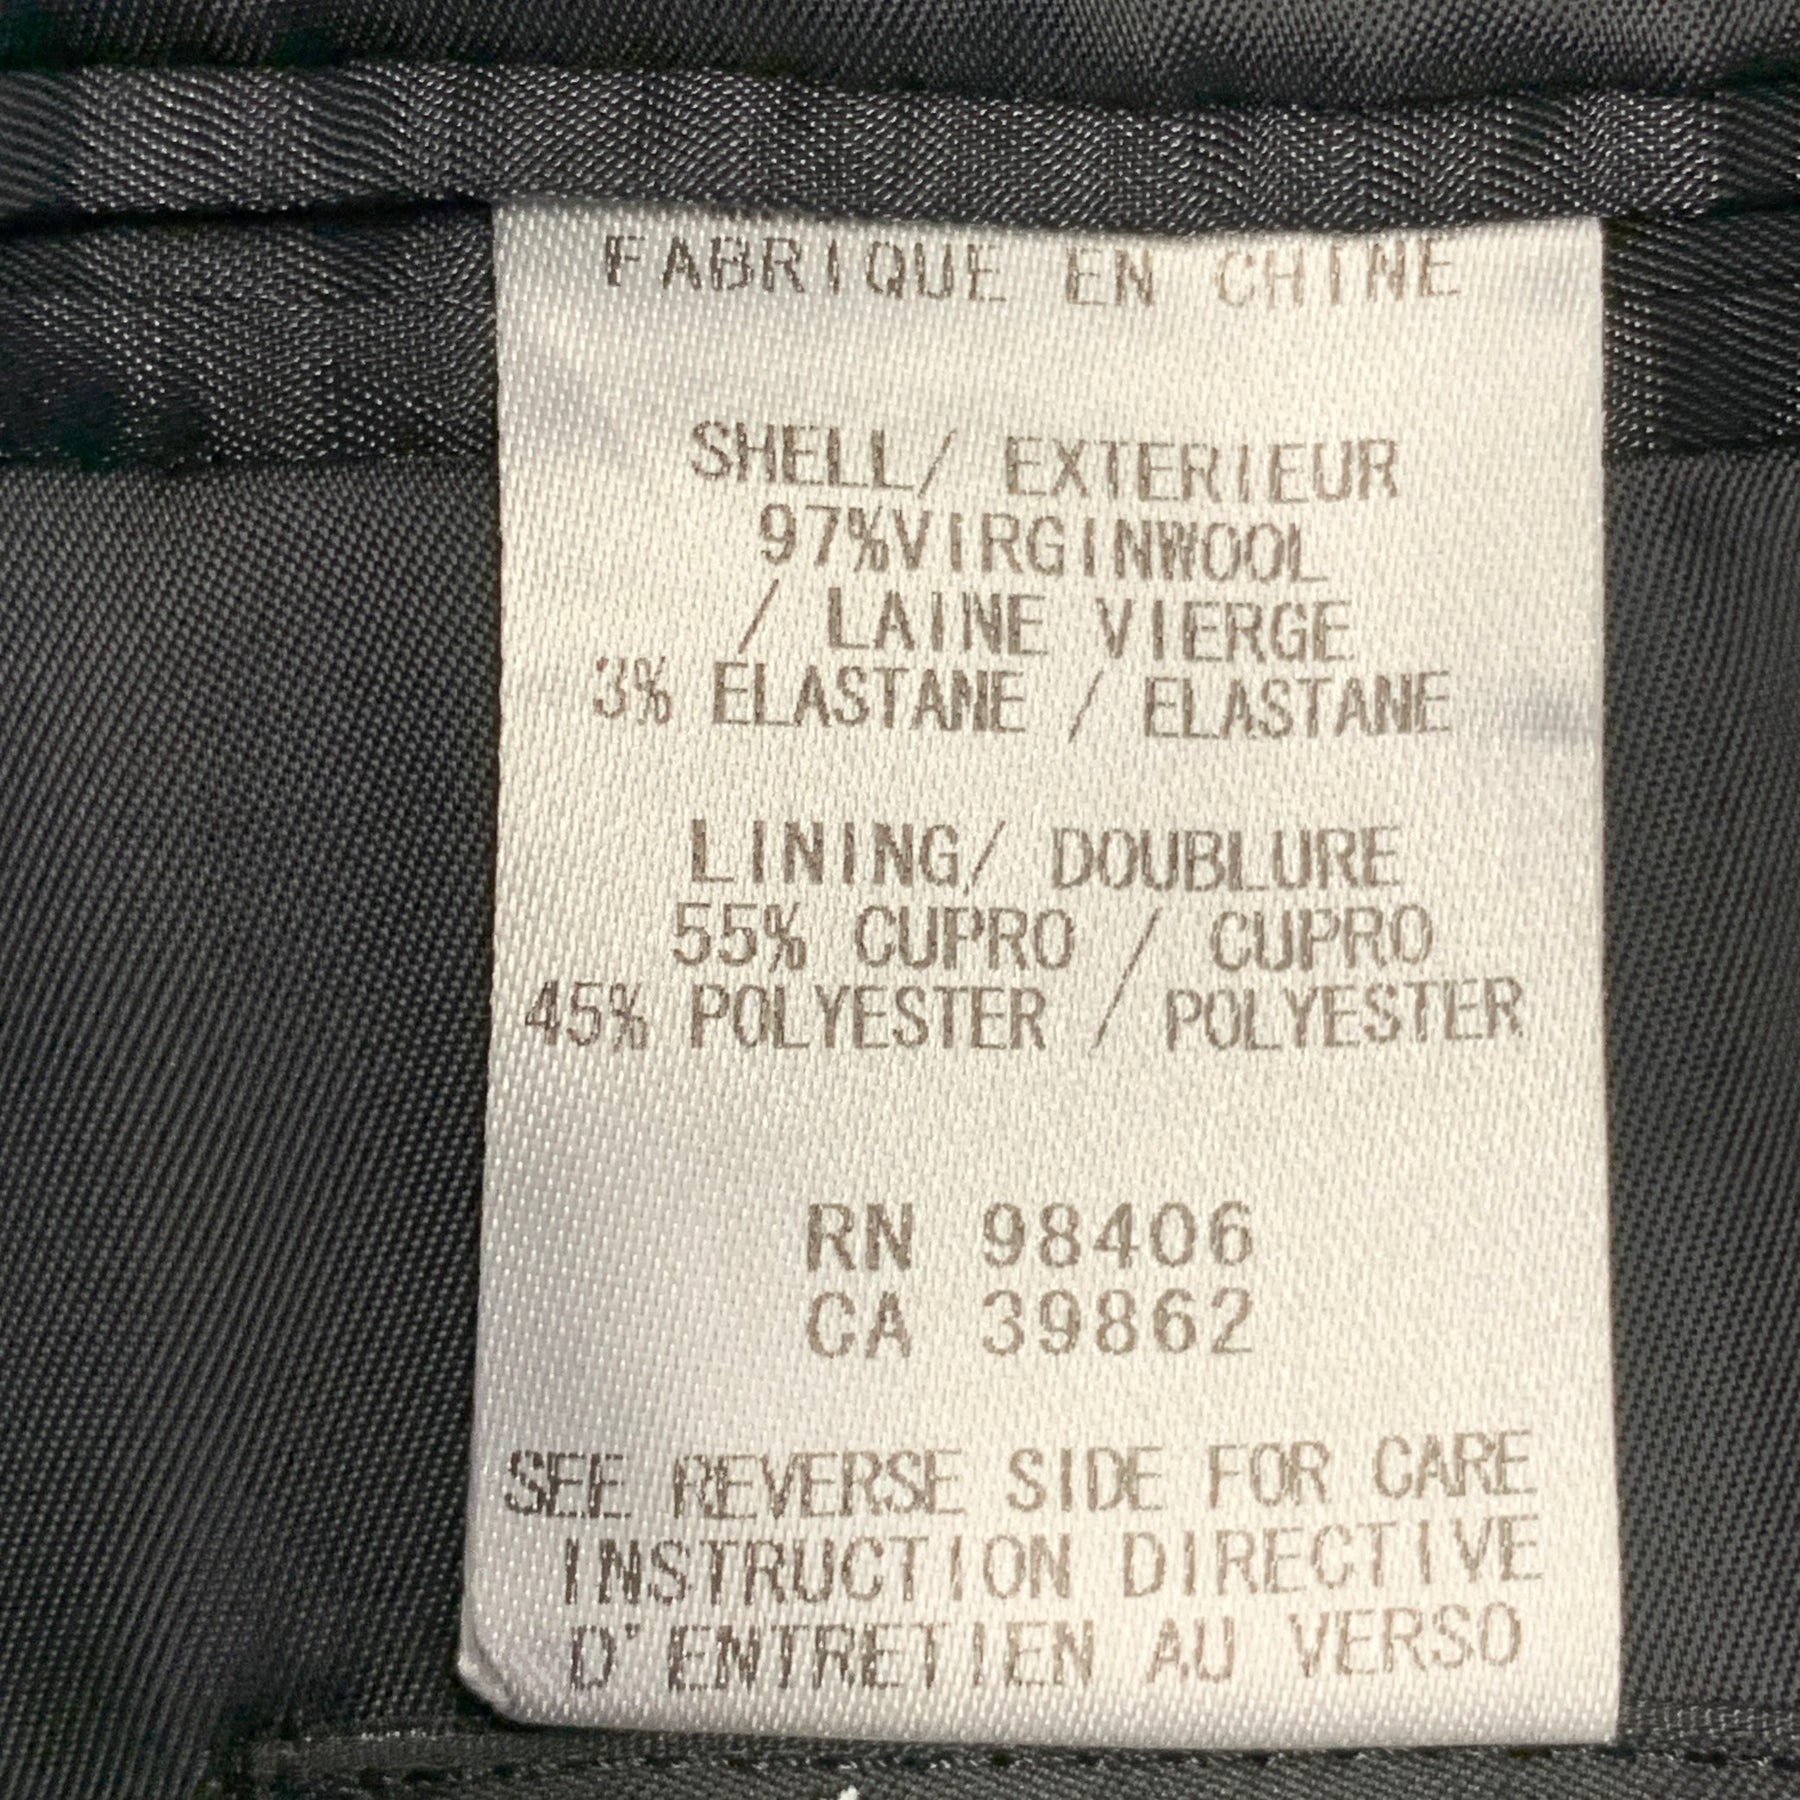 FABRIQUE EN CHINE
SHELL/ EXTERIEUR
97%VIRGINWOOL
/ LAINE VIERGE
3% ELASTANE / ELASTANE
LINING/ DOUBLURE
55% CUPRO / CUPRO
45% POLYESTER / POLYESTER
RN 98406
CA 39862
SEE REVERSE SIDE FOR CARE
INSTRUCTION DIRECTIVE
D'ENTRETIEN AU VERSO